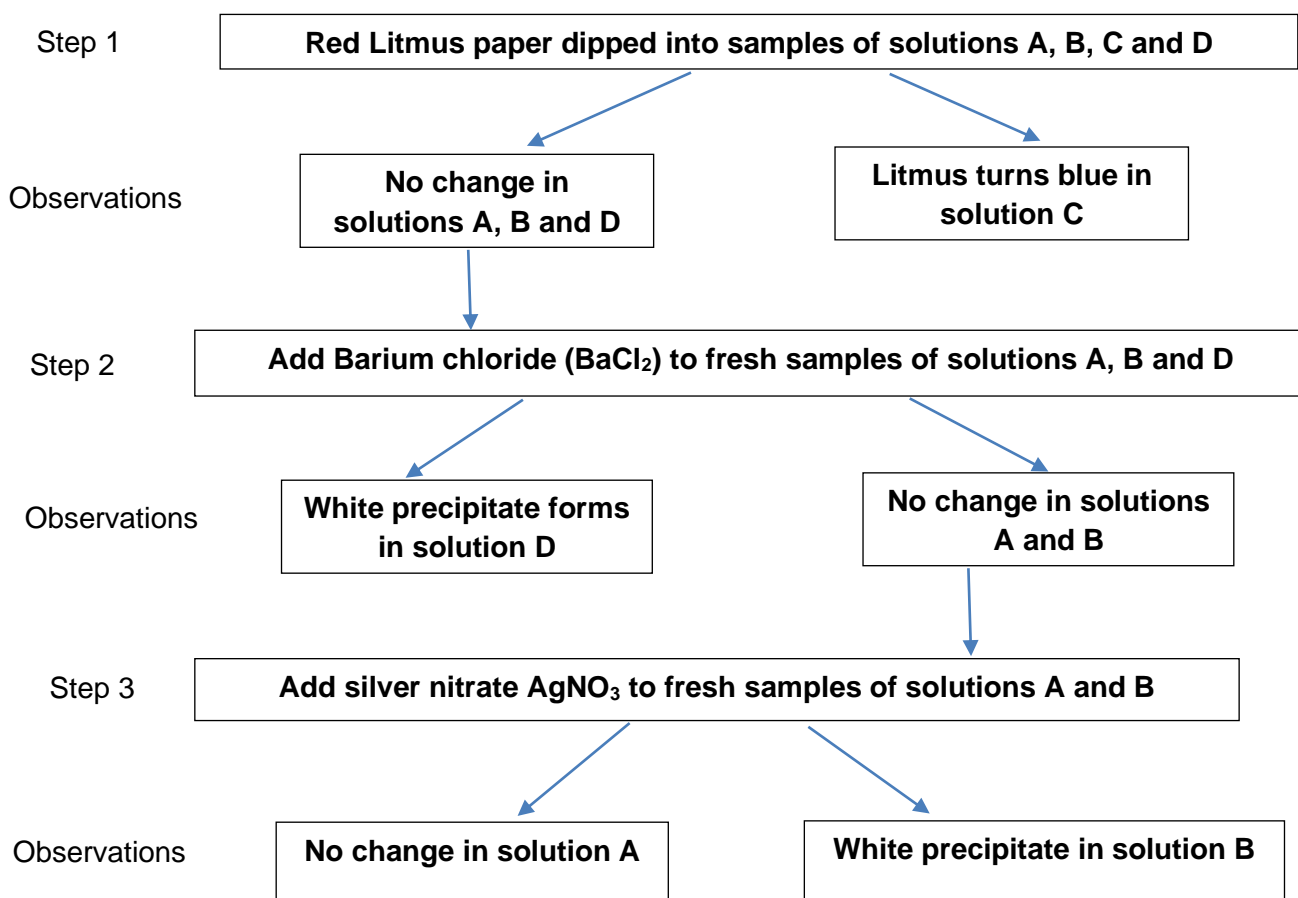 Step 1
Red Litmus paper dipped into samples of solutions A, B, C and D
Observations
No change in
solutions A, B and D
Litmus turns blue in
solution C
Step 2
Add Barium chloride (BaCl₂) to fresh samples of solutions A, B and D
Observations
White precipitate forms
in solution D
No change in solutions
A and B
Step 3
Add silver nitrate AgNO₃ to fresh samples of solutions A and B
Observations
No change in solution A
White precipitate in solution B